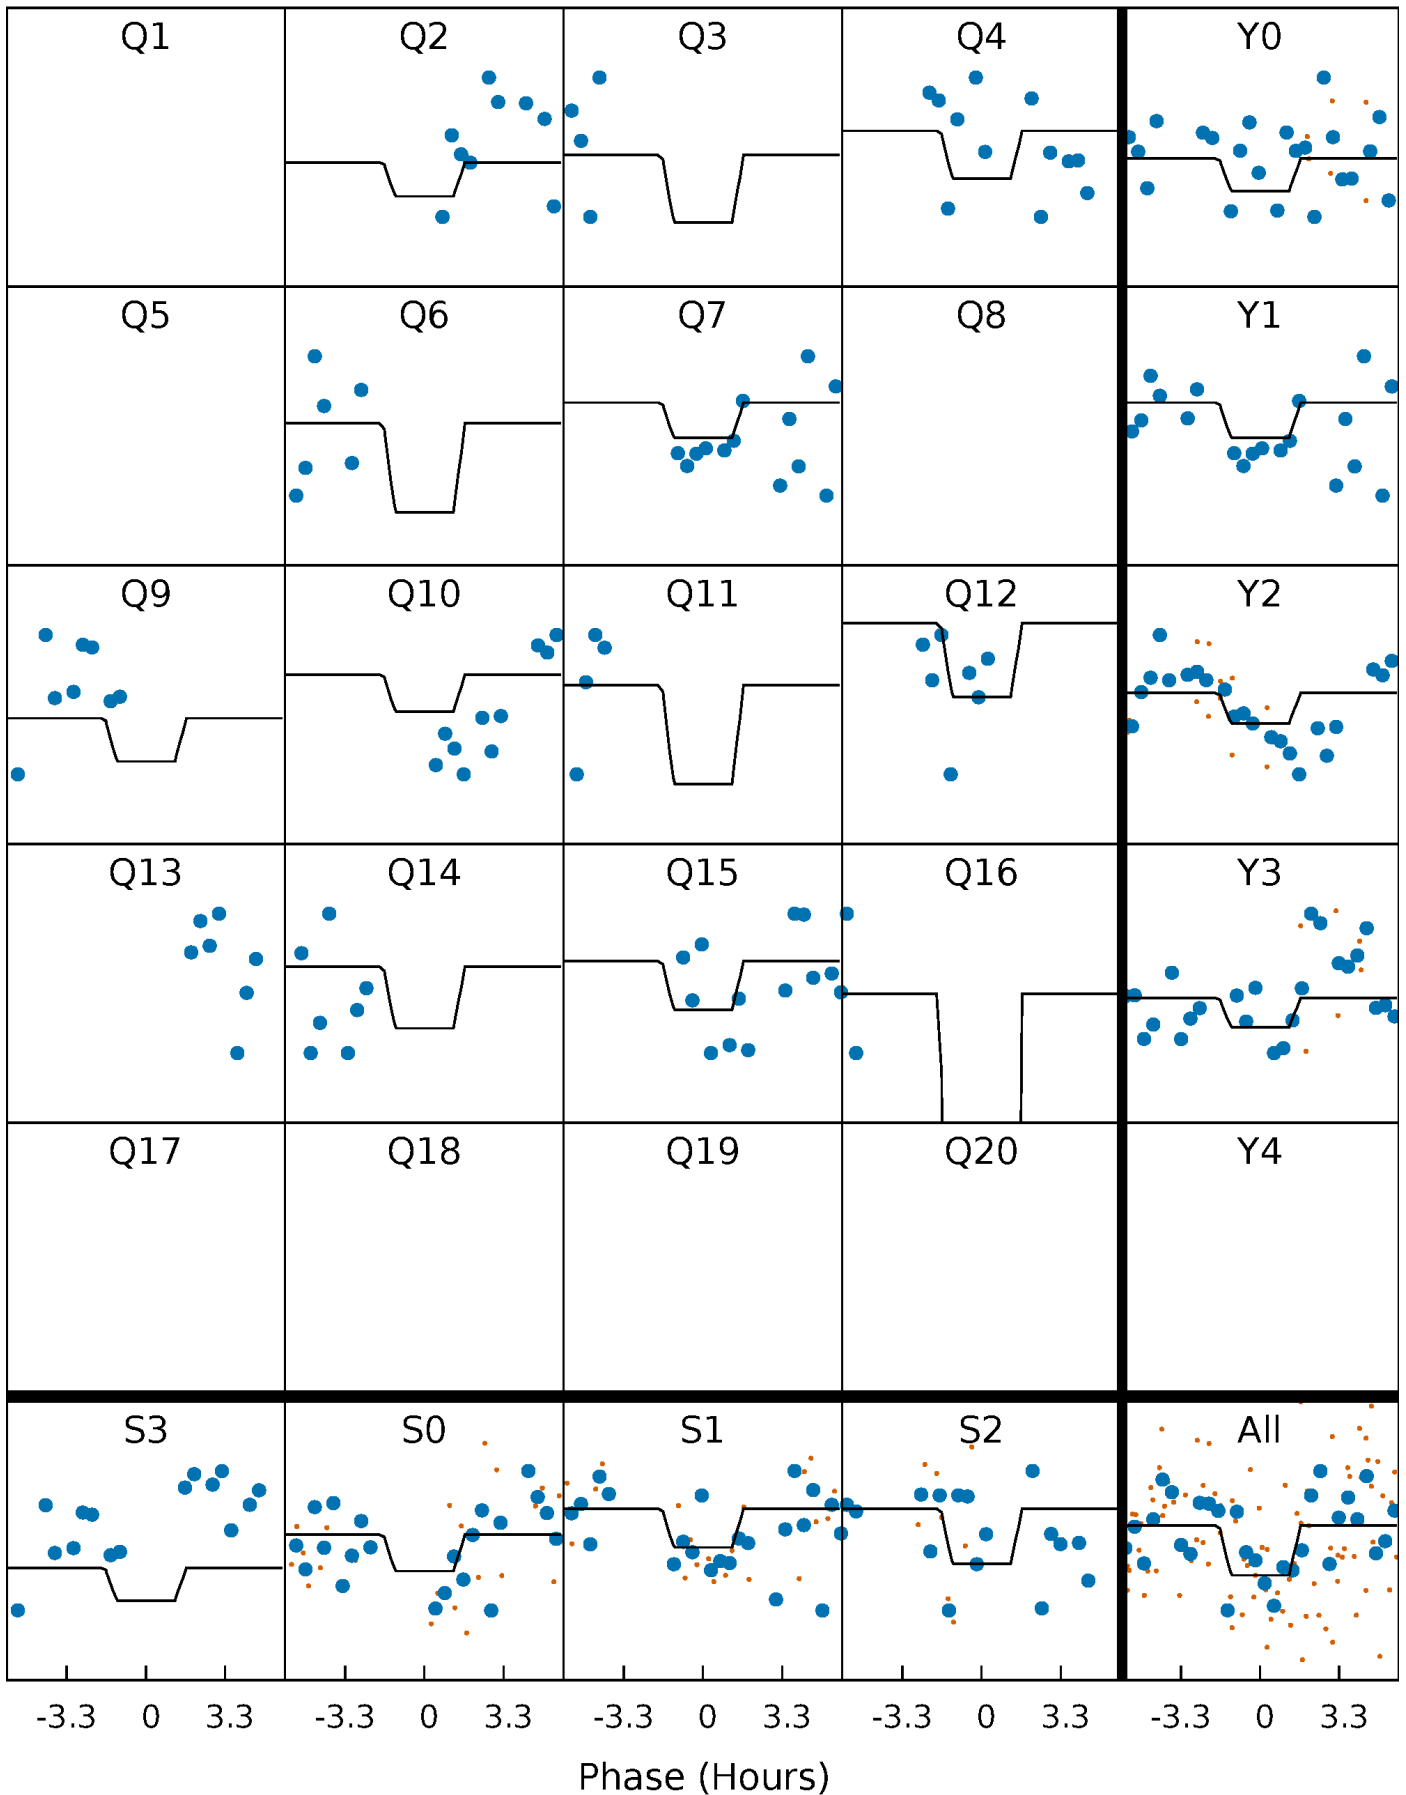 Q1 Q2 Q3 Q4 Y0
Q5 Q6 Q7 Q8 Y1
Q9 Q10 Q11 Q12 Y2
Q13 Q14 Q15 Q16 Y3
Q17 Q18 Q19 Q20 Y4
S3 S0 S1 S2 All
-3.3 0 3.3 -3.3 0 3.3 -3.3 0 3.3 -3.3 0 3.3 -3.3 0 3.3
Phase (Hours)